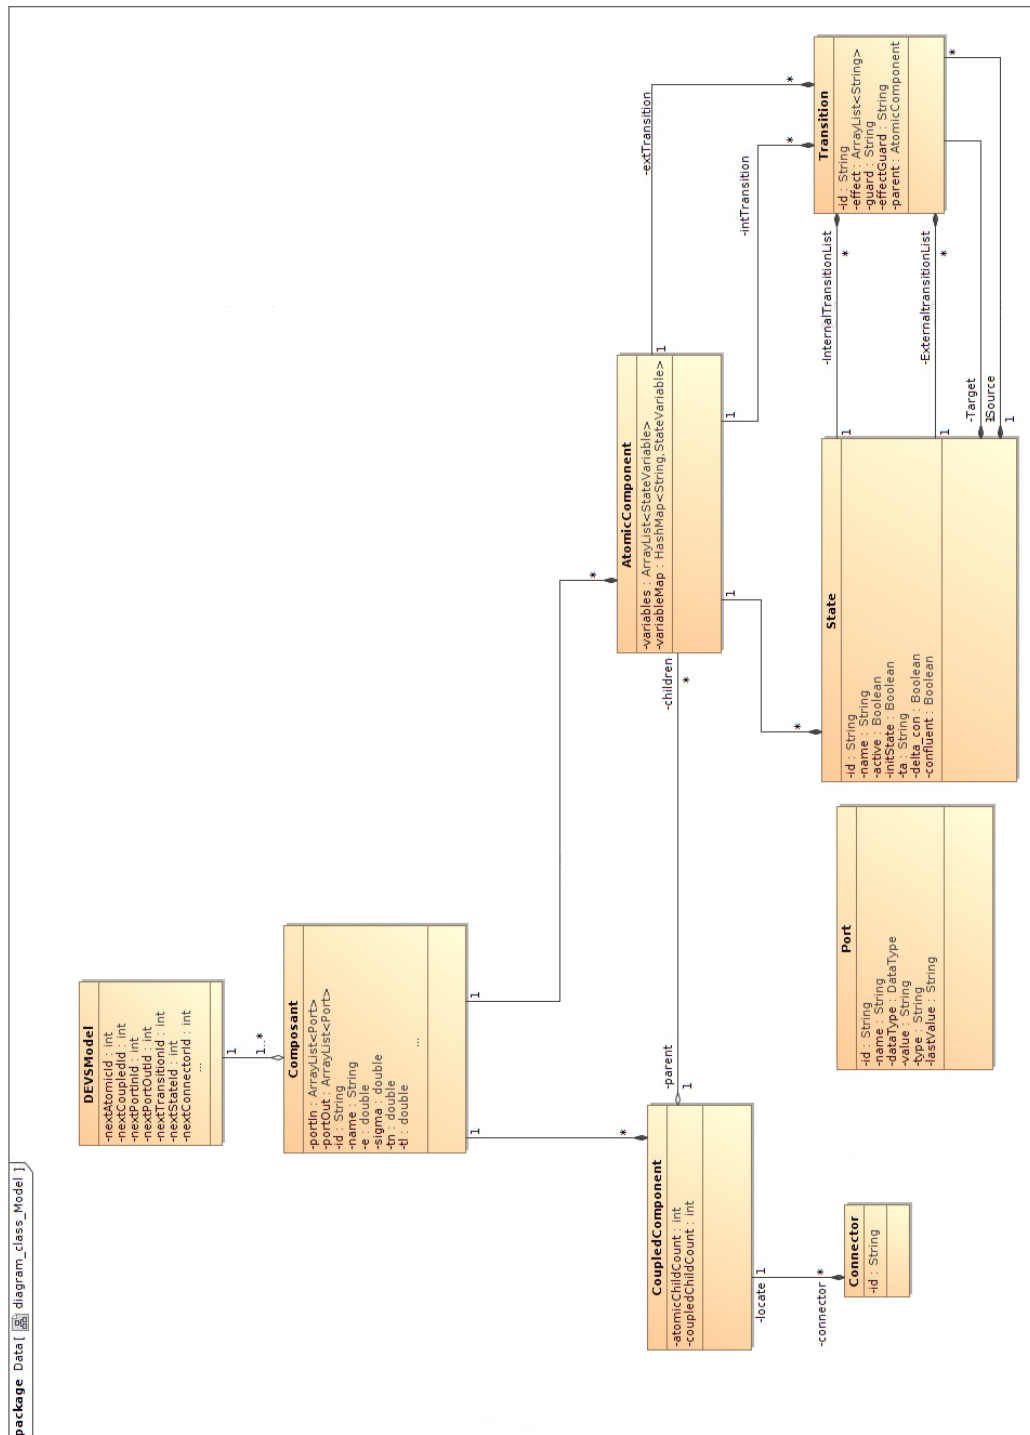 package Data [ diagram_class_Model ]
DEVSModel
-nextAtomicId : int
-nextCoupledId : int
-nextPortInId : int
-nextPortOutId : int
-nextTransitionId : int
-nextStateId : int
-nextConnectorId : int
...
1
1..*
Composant
-portIn : ArrayList<Port>
-portOut : ArrayList<Port>
-id : String
-name : String
-e : double
-sigma : double
-tn : double
-tl : double
...
1
*
1
*
CoupledComponent
-atomicChildCount : int
-coupledChildCount : int
-parent
1
-children
*
-locate
1
-connector
*
Connector
-id : String
AtomicComponent
-variables : ArrayList<StateVariable>
-variableMap : HashMap<String,StateVariable>
1
*
1
-intTransition
*
1
-extTransition
*
Port
-id : String
-name : String
-dataType : DataType
-value : String
-type : String
-lastValue : String
State
-id : String
-name : String
-active : Boolean
-initState : Boolean
-ta : String
-delta_con : Boolean
-confluent : Boolean
1
-InternalTransitionList
*
1
-ExternaltransitionList
*
-Target
1
-Source
1
*
Transition
-id : String
-effect : ArrayList<String>
-guard : String
-effectGuard : String
-parent : AtomicComponent